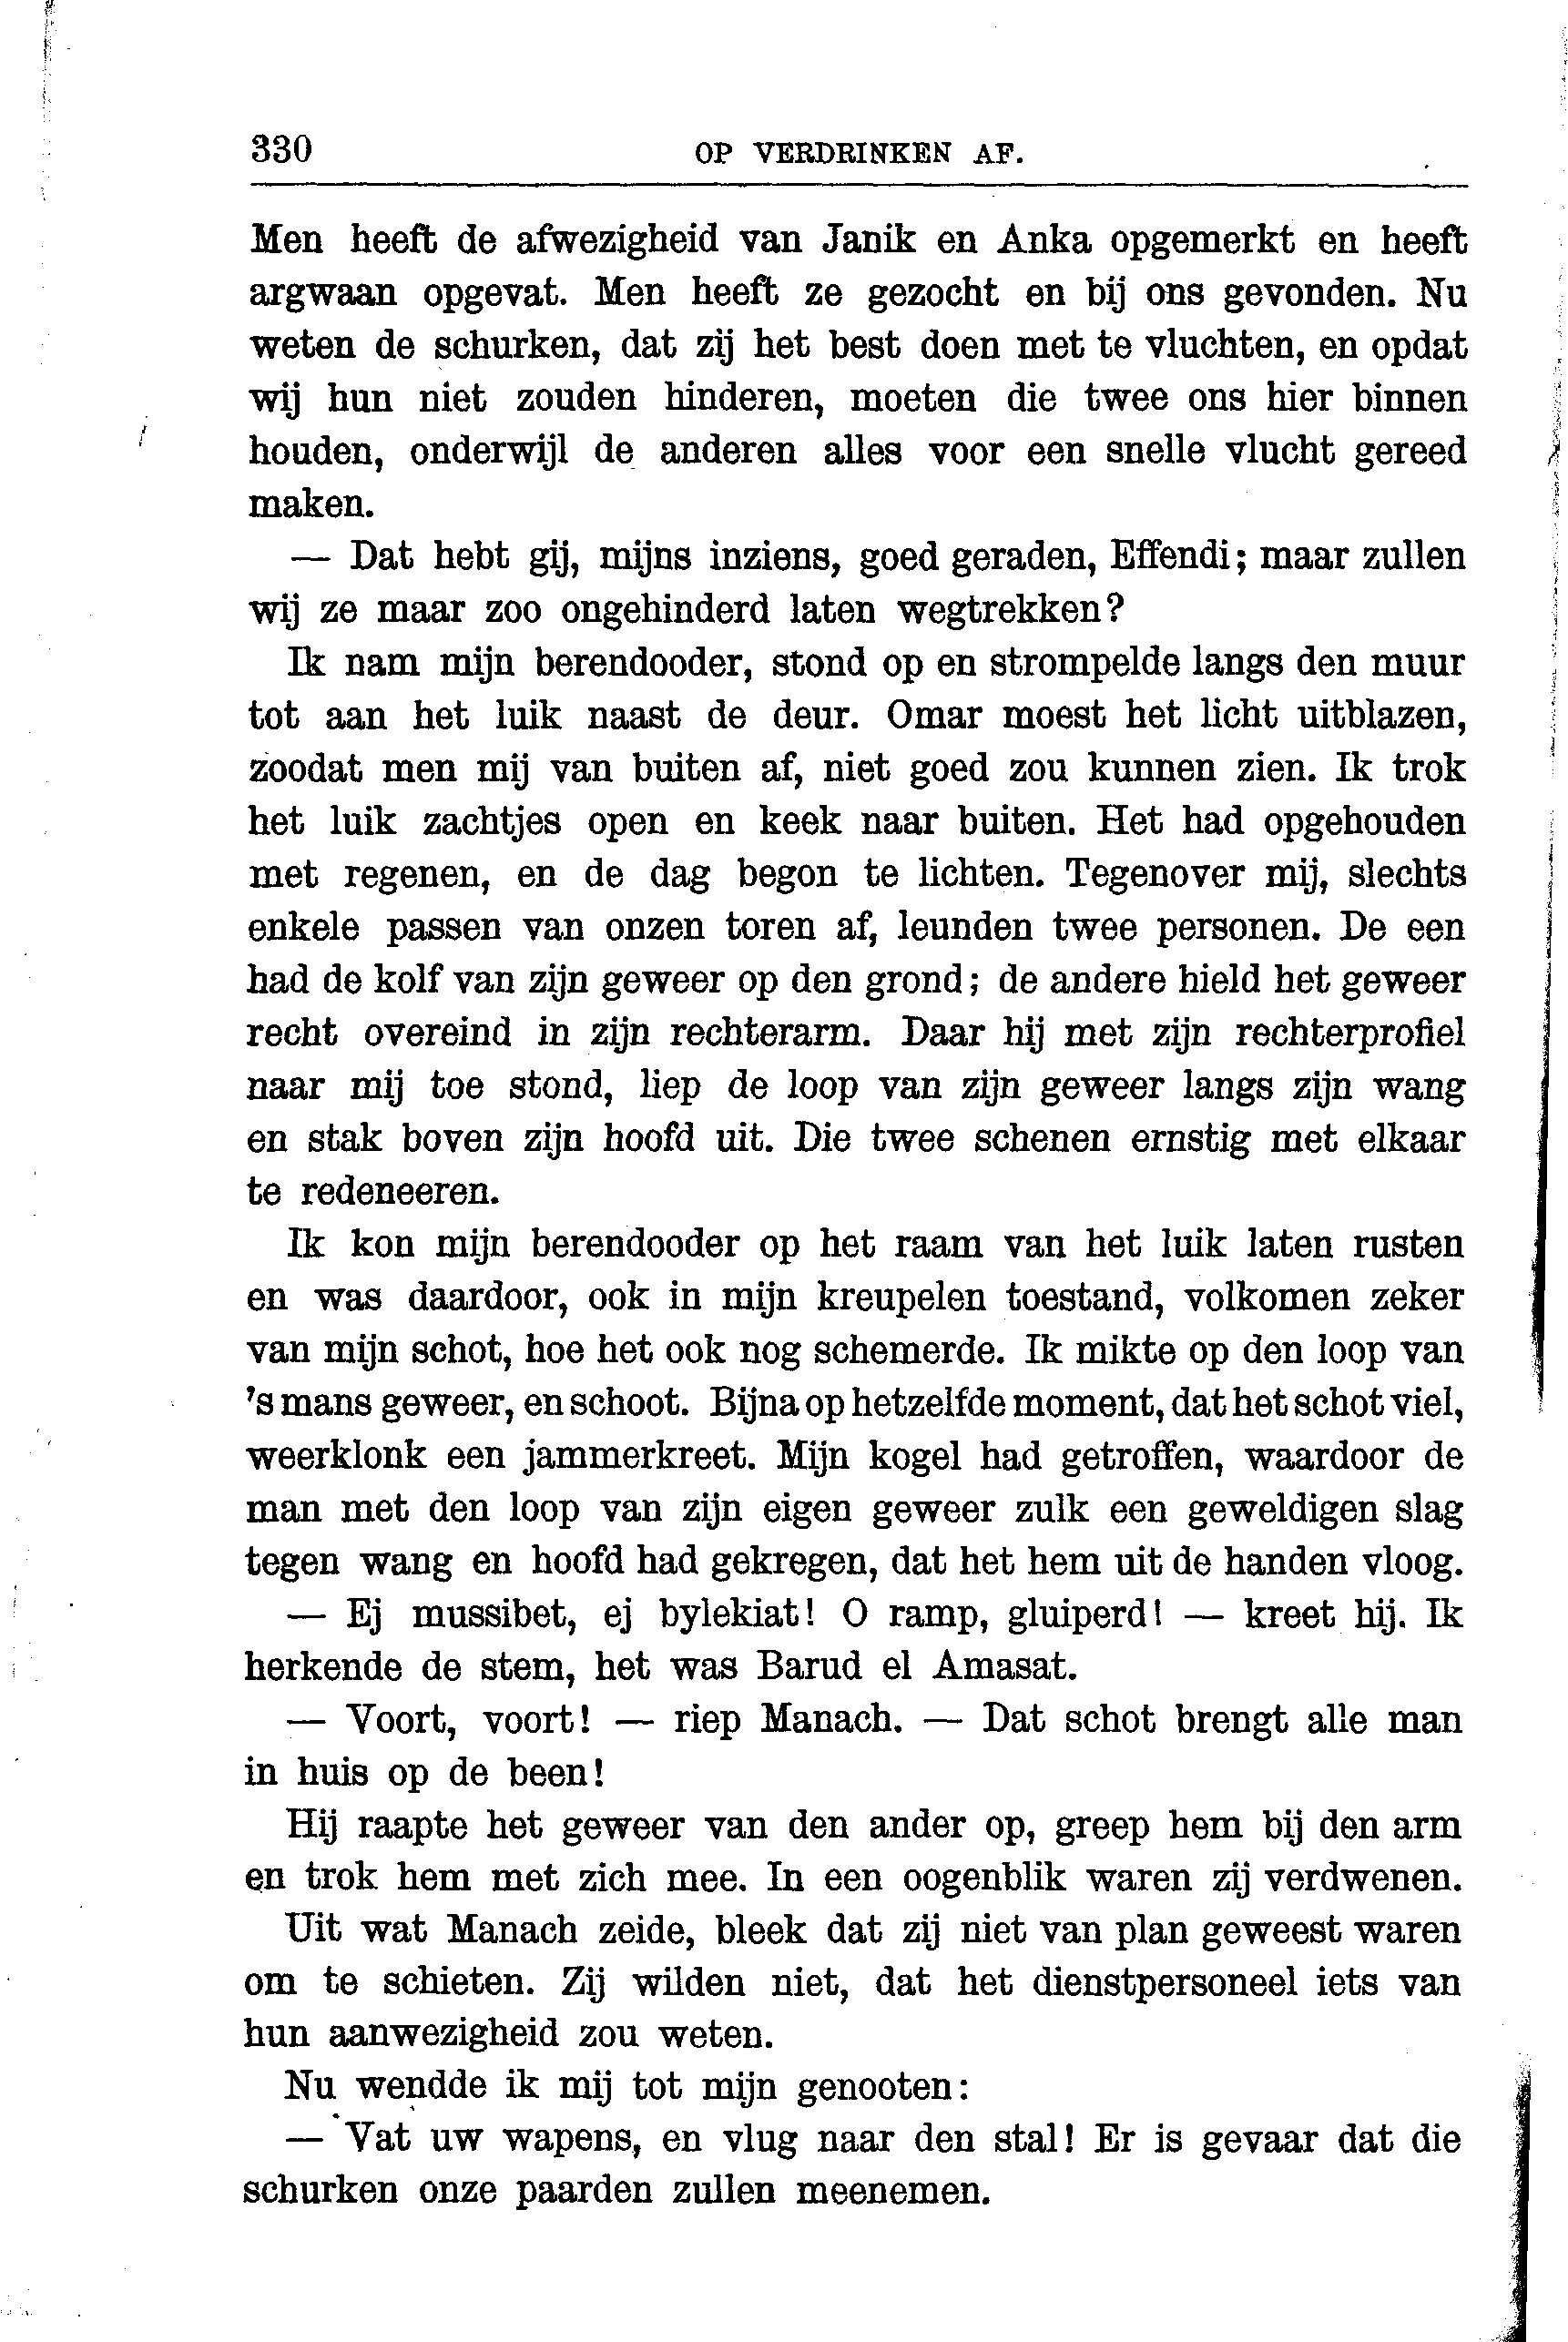 330 OP VERDRINKEN AF.
Men heeft de afwezigheid van Janik en Anka opgemerkt en heeft
argwaan opgevat. Men heeft ze gezocht en bij ons gevonden. Nu
weten de schurken, dat zij het best doen met te vluchten, en opdat
wij hun niet zouden hinderen, moeten die twee ons hier binnen
houden, onderwijl de anderen alles voor een snelle vlucht gereed
maken.
— Dat hebt gij, mijns inziens, goed geraden, Effendi; maar zullen
wij ze maar zoo ongehinderd laten wegtrekken?
Ik nam mijn berendooder, stond op en strompelde langs den muur
tot aan het luik naast de deur. Omar moest het licht uitblazen,
zoodat men mij van buiten af, niet goed zou kunnen zien. Ik trok
het luik zachtjes open en keek naar buiten. Het had opgehouden
met regenen, en de dag begon te lichten. Tegenover mij, slechts
enkele passen van onzen toren af, leunden twee personen. De een
had de kolf van zijn geweer op den grond; de andere hield het geweer
recht overeind in zijn rechterarm. Daar hij met zijn rechterprofiel
naar mij toe stond, liep de loop van zijn geweer langs zijn wang
en stak boven zijn hoofd uit. Die twee schenen ernstig met elkaar
te redeneeren.
Ik kon mijn berendooder op het raam van het luik laten rusten
en was daardoor, ook in mijn kreupelen toestand, volkomen zeker
van mijn schot, hoe het ook nog schemerde. Ik mikte op den loop van
's mans geweer, en schoot. Bijna op hetzelfde moment, dat het schot viel,
weerklonk een jammerkreet. Mijn kogel had getroffen, waardoor de
man met den loop van zijn eigen geweer zulk een geweldigen slag
tegen wang en hoofd had gekregen, dat het hem uit de handen vloog.
— Ej mussibet, ej bylekiat! O ramp, gluiperd! — kreet hij. Ik
herkende de stem, het was Barud el Amasat.
— Voort, voort! — riep Manach. — Dat schot brengt alle man
in huis op de been!
Hij raapte het geweer van den ander op, greep hem bij den arm
en trok hem met zich mee. In een oogenblik waren zij verdwenen.
Uit wat Manach zeide, bleek dat zij niet van plan geweest waren
om te schieten. Zij wilden niet, dat het dienstpersoneel iets van
hun aanwezigheid zou weten.
Nu wendde ik mij tot mijn genooten:
— Vat uw wapens, en vlug naar den stal! Er is gevaar dat die
schurken onze paarden zullen meenemen.